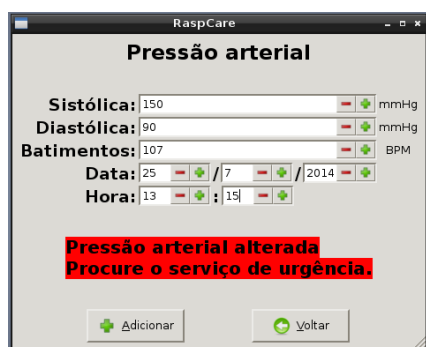 RaspCare
Pressão arterial
Sistólica: 150 mmHg
Diastólica: 90 mmHg
Batimentos: 107 BPM
Data: 25 / 7 / 2014
Hora: 13 : 15
Pressão arterial alterada
Procure o serviço de urgência.
Adicionar Voltar